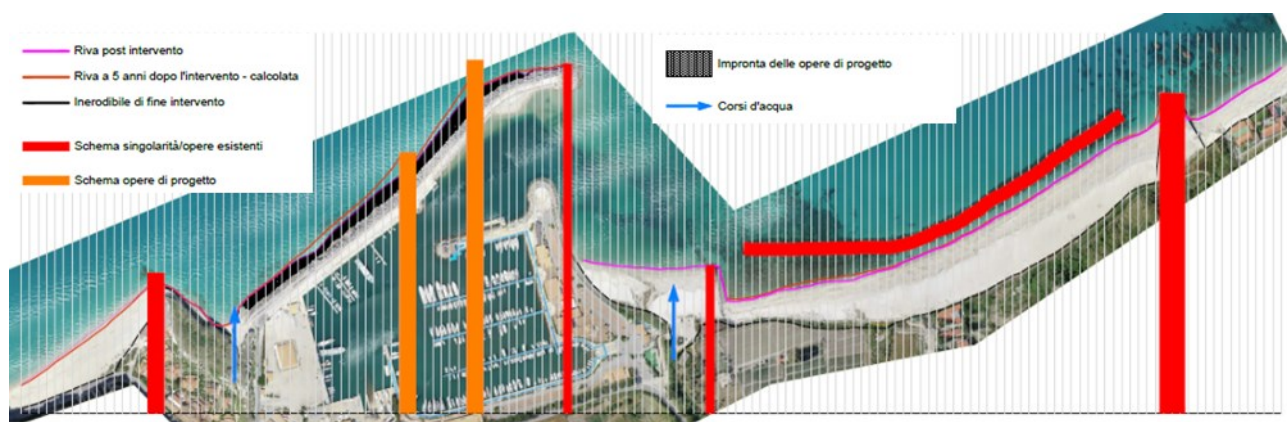 Riva post intervento
Riva a 5 anni dopo l'intervento - calcolata
Inerodibile di fine intervento
Schema singolarità/opere esistenti
Schema opere di progetto
Impronta delle opere di progetto
Corsi d'acqua